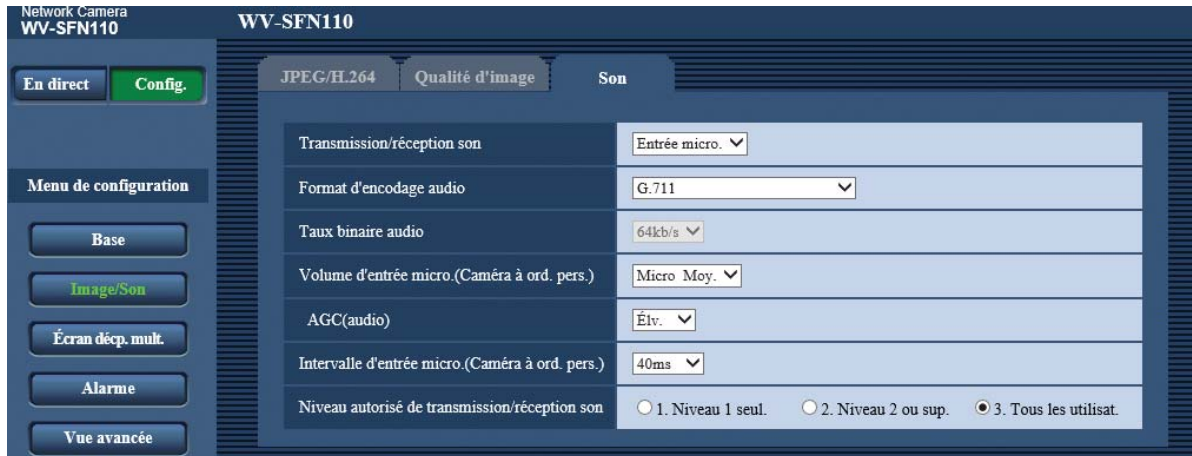 Network Camera
WV-SFN110
WV-SFN110
En direct
Config.
JPEG/H.264
Qualité d'image
Son
Menu de configuration
Base
Image/Son
Écran décp. mult.
Alarme
Vue avancée
Transmission/réception son
Entrée micro.
Format d'encodage audio
G.711
Taux binaire audio
64kb/s
Volume d'entrée micro.(Caméra à ord. pers.)
Micro Moy.
AGC(audio)
Élv.
Intervalle d'entrée micro.(Caméra à ord. pers.)
40ms
Niveau autorisé de transmission/réception son
1. Niveau 1 seul.
2. Niveau 2 ou sup.
3. Tous les utilisat.